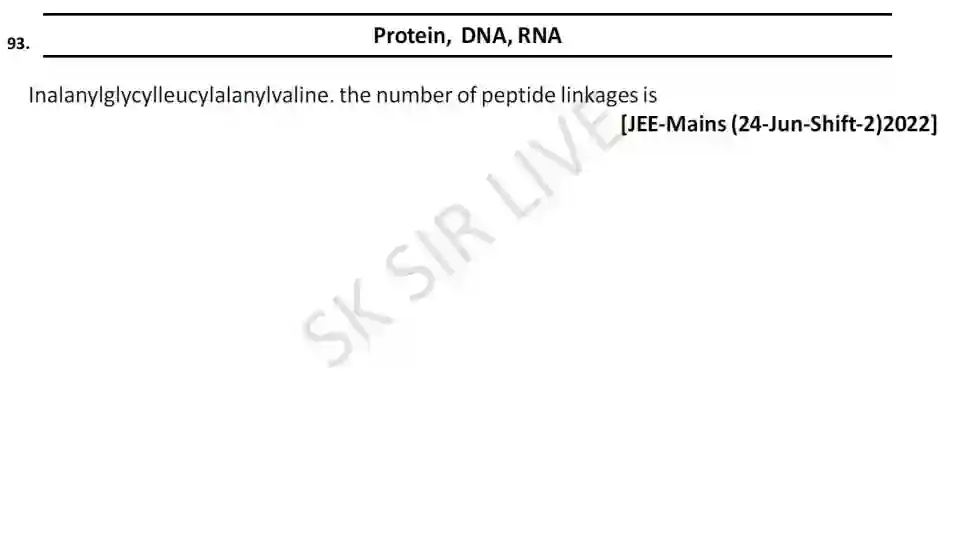 Protein, DNA, RNA
93.
Inalanylglycylleucylalanylvaline. the number of peptide linkages is
[JEE-Mains (24-Jun-Shift-2)2022]
SK SIR LIVE